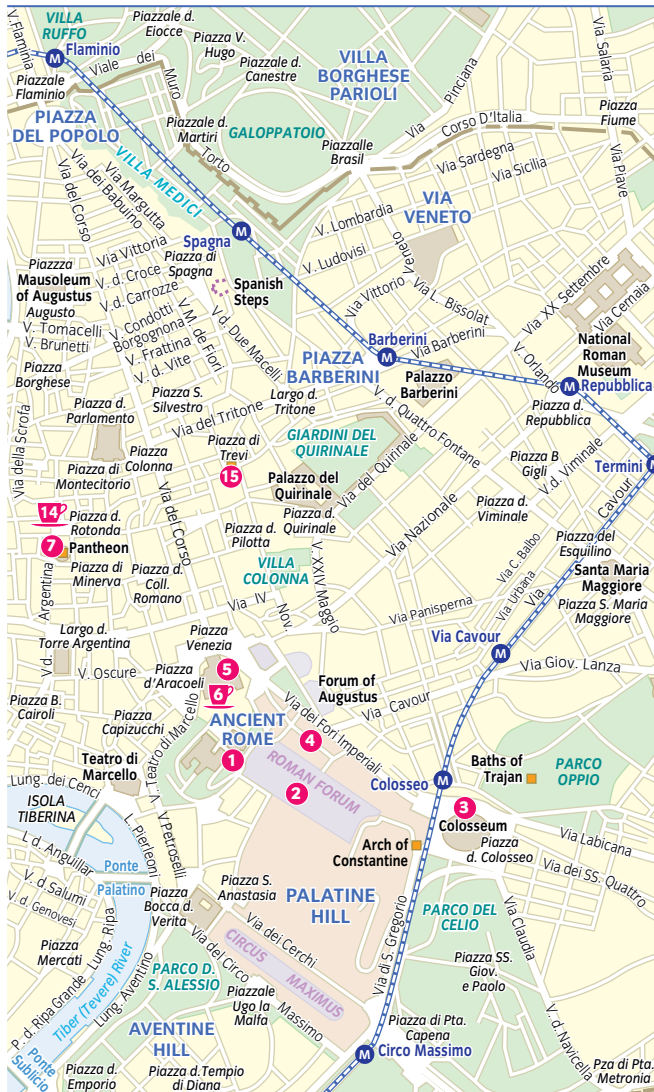 VILLA
RUFFO
V. Flaminia
Piazzale d.
Eiocce
Piazza V.
Hugo
Piazzale d.
Canestre
VILLA
BORGHESE
PARIOLI
Via Pinciana
Via Salaria
M
Flaminio
Piazzale
Flaminio
Viale dei Muro Torto
PIAZZA
DEL POPOLO
Piazzale d.
Martiri
GALOPPATOIO
Piazzalle
Brasil
Corso D'Italia
Piazza
Fiume
VILLA MEDICI
Via Sardegna
Via Sicilia
Via Piave
Via del Corso
Via dei Babuino
Via Margutta
VIA
VENETO
V. Lombardia
V. Ludovisi
Veneto
Spagna
M
Via Vittoria
Piazza di
Spagna
V. d. Croce
V. d. Carrozze
Spanish
Steps
Piazzza
Mausoleum
of Augustus
Augusto
V. Tomacelli
V. Brunetti
V. Condotti
Borgognona
V. Frattina
V. d. Vite
V. M. de Fiori
V. d. Due Macelli
Via Vittorio
Via L. Bissolat
Via XX. Settembre
Via Cernaia
Barberini
M
Via Barberini
National
Roman
Museum
V. Orlando
M
Repubblica
PIAZZA
BARBERINI
Palazzo
Barberini
Piazza
Borghese
Piazza S.
Silvestro
Largo d.
Tritone
Piazza d.
Repubblica
Piazza d.
Parlamento
Via del Tritone
V. d. Quattro Fontane
Via della Scrofa
Piazza
Colonna
Piazza di
Trevi
15
GIARDINI DEL
QUIRINALE
Piazza B
Gigli
V.d. Viminale
Termini
M
Piazza di
Montecitorio
Palazzo del
Quirinale
Via del Quirinale
Cavour
14
Piazza d.
Rotonda
7
Pantheon
Via del Corso
Piazza d.
Quirinale
Piazza d.
Pilotta
Via Nazionale
Piazza d.
Viminale
Piazza del
Esquilino
Piazza di
Minerva
Piazza d.
Coll.
Romano
VILLA
COLONNA
V. XXIV Maggio
Via C. Balbo
Via Urbana
Via
Santa Maria
Maggiore
Piazza S. Maria
Maggiore
V.d. Argentina
Via IV Nov.
Via Panisperna
Largo d.
Torre Argentina
Piazza
Venezia
Via Cavour
M
Via Giov. Lanza
V. Oscure
Piazza
d'Aracoeli
5
6
Forum of
Augustus
Via Cavour
Piazza B.
Cairoli
Piazza
Capizucchi
ANCIENT
ROME
Via dei Fori Imperiali
4
V. Teatro di Marcello
1
ROMAN FORUM
2
Teatro di
Marcello
Baths of
Trajan
PARCO
OPPIO
Colosseo
M
3
Colosseum
Lung. dei Cenci
ISOLA
TIBERINA
L. Pierleoni
V Petroselli
Arch of
Constantine
Piazza
d. Colosseo
Via Labicana
Via dei SS. Quattro
L d. Anguillar
Ponte
Palatino
V. d. Salumi
V. d. Genovesi
Piazza
Bocca d.
Verita
Piazza S.
Anastasia
PALATINE
HILL
PARCO DEL
CELIO
Via Claudia
Piazza
Mercati
Lung. Ripa
Via dei Cerchi
CIRCUS
MAXIMUS
Via di S. Gregorio
Piazza SS.
Giov.
e Paolo
P. d. Ripa Grande
Tiber (Tevere) River
Lung. Aventino
PARCO D.
S. ALESSIO
Via del Circo Massimo
Piazzale
Ugo la
Malfa
V. d. Navicella
AVENTINE
HILL
Piazza di Pta.
Capena
M
Circo Massimo
Pza di Pta.
Metronia
Ponte
Sublicio
Piazza d.
Emporio
Piazza d.Tempio
di Diana